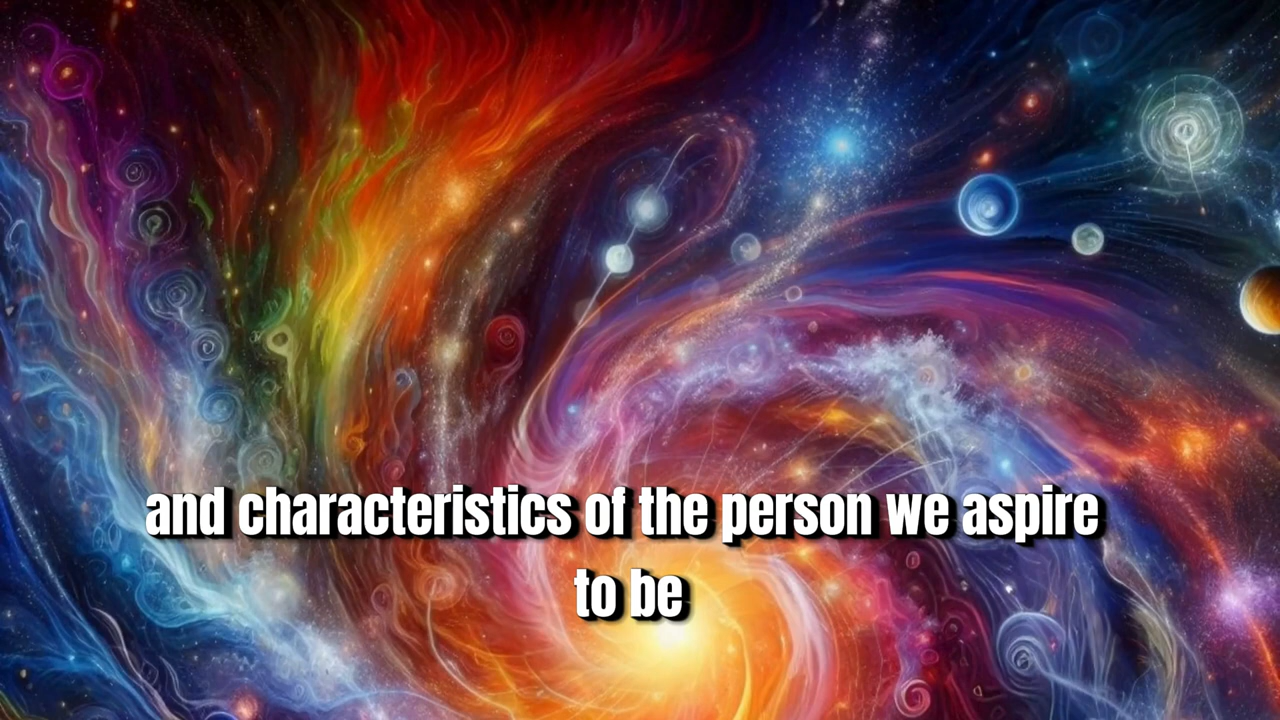 and characteristics of the person we aspire
to be